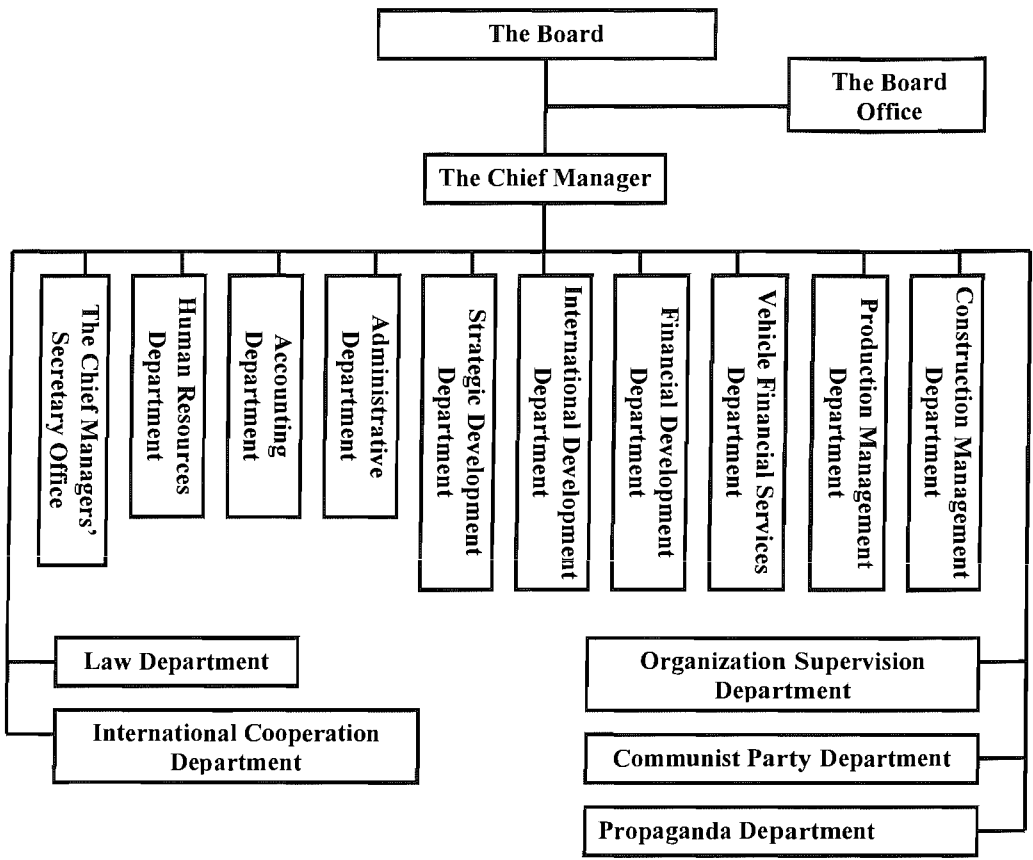 The Board
The Board
Office
The Chief Manager
The Chief Managers’
Secretary Office
Human Resources
Department
Accounting
Department
Administrative
Department
Strategic Development
Department
International Development
Department
Financial Development
Department
Vehicle Financial Services
Department
Production Management
Department
Construction Management
Department
Law Department
International Cooperation
Department
Organization Supervision
Department
Communist Party Department
Propaganda Department